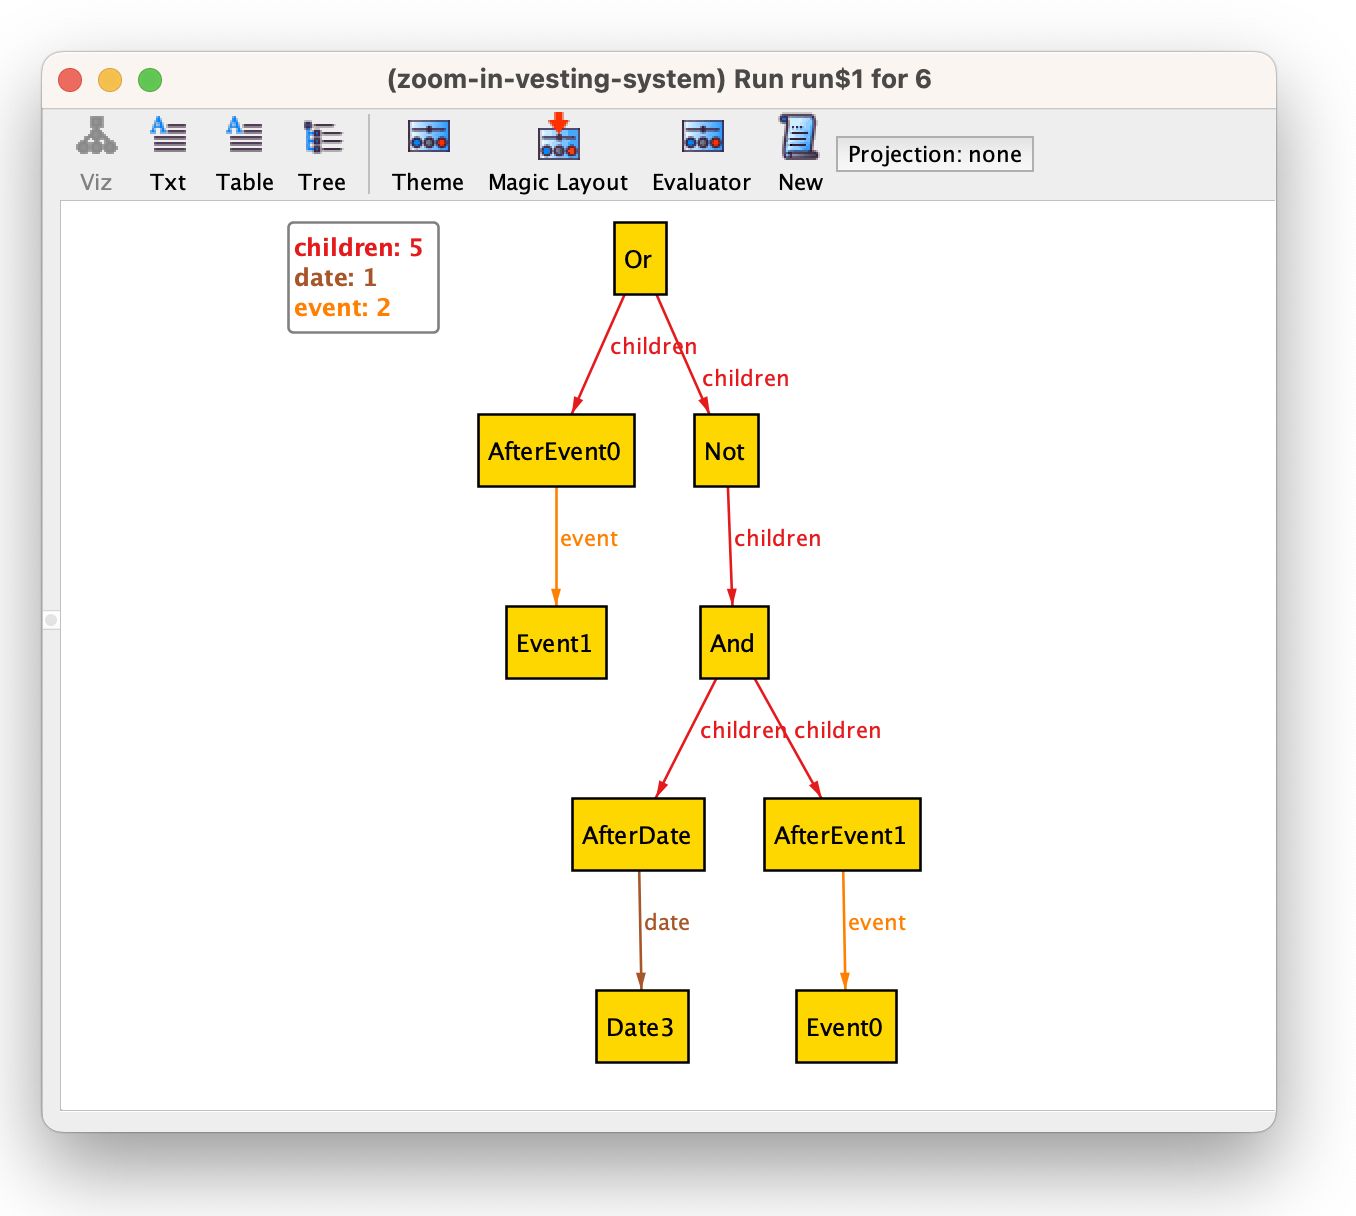 (zoom-in-vesting-system) Run run$1 for 6
Viz Txt Table Tree Theme Magic Layout Evaluator New Projection: none
children: 5
date: 1
event: 2
Or
children
children
AfterEvent0
Not
event
children
Event1
And
children
children
AfterDate
AfterEvent1
date
event
Date3
Event0